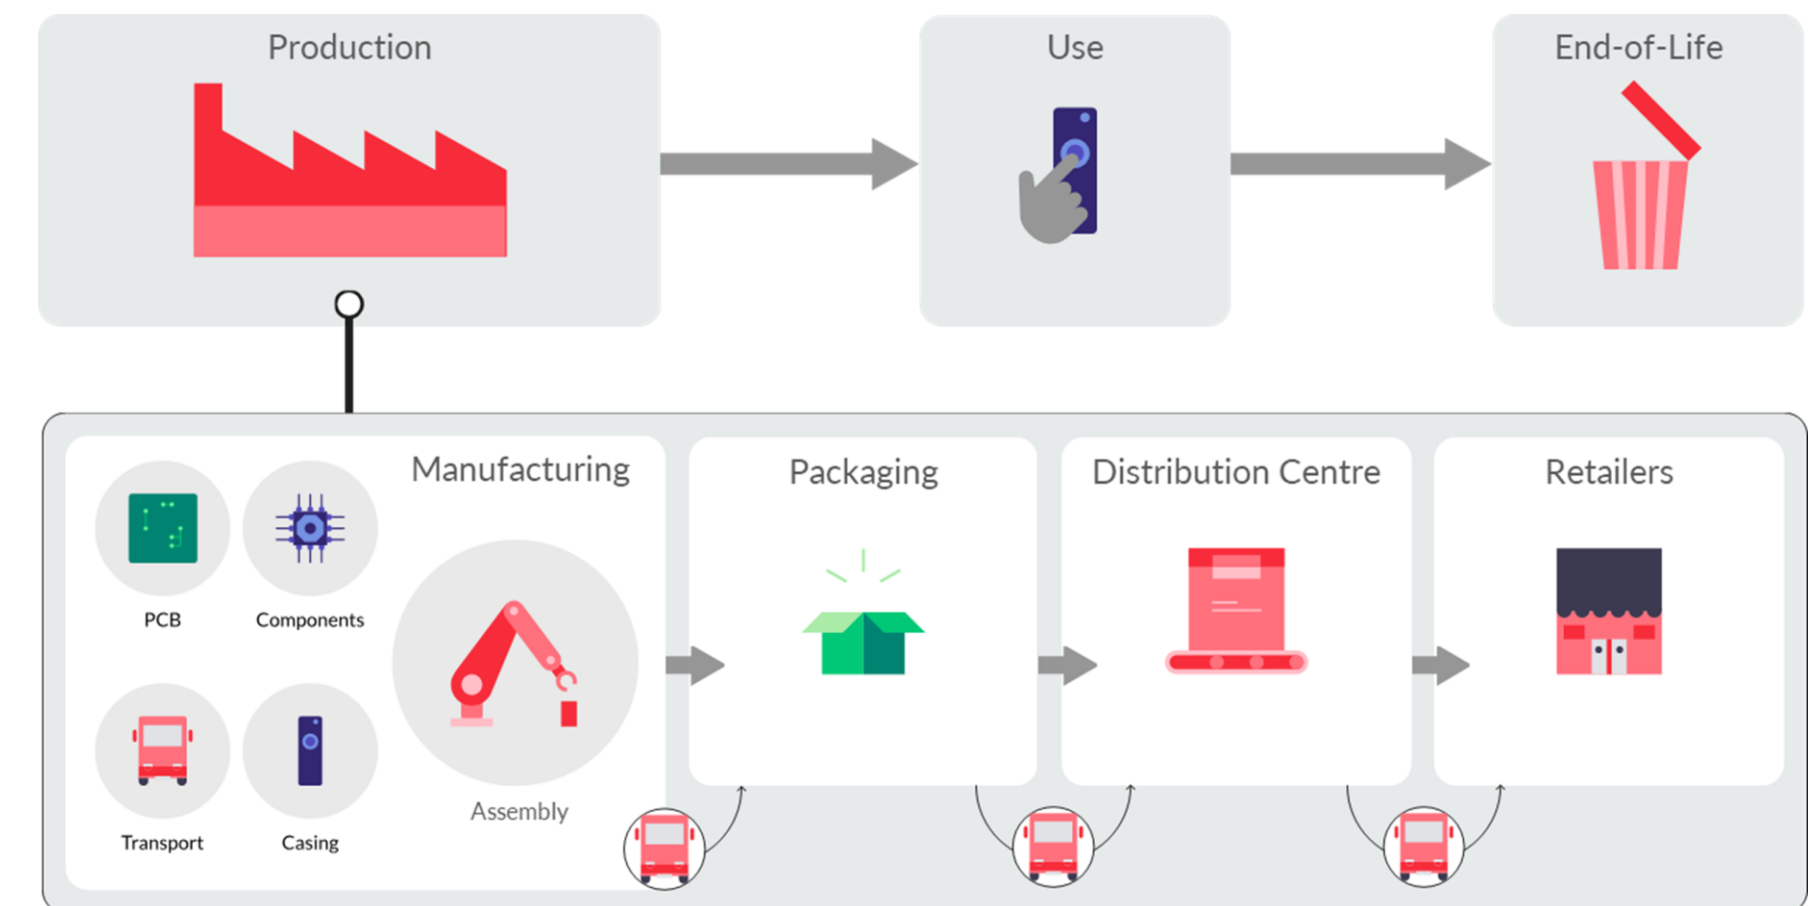 Production
Use
End-of-Life
Manufacturing
Packaging
Distribution Centre
Retailers
PCB
Components
Assembly
Transport
Casing